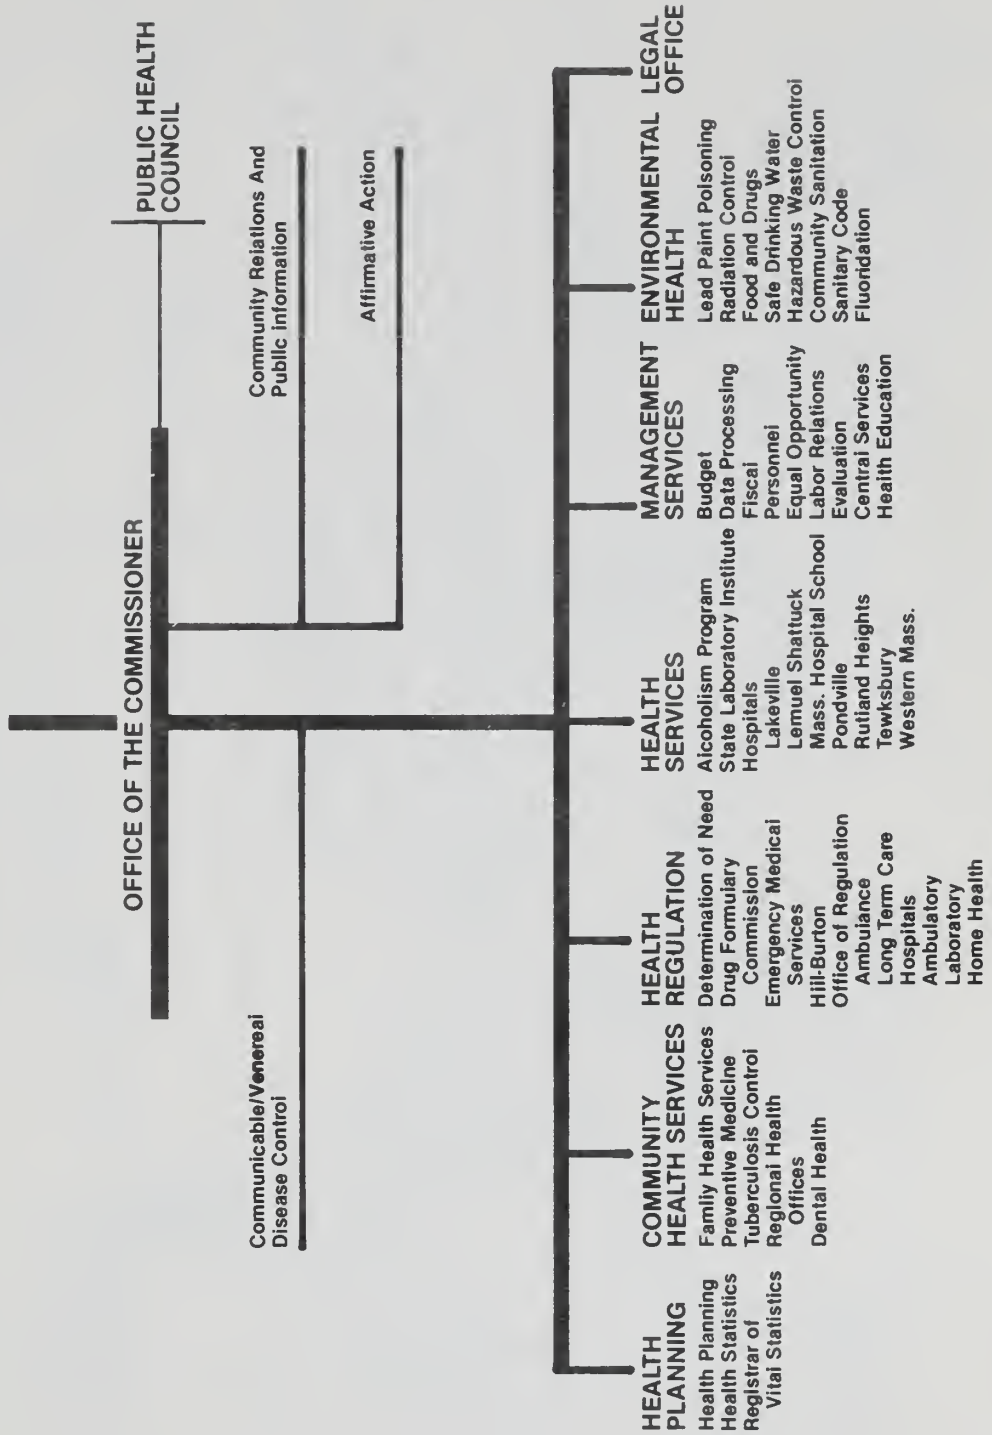 OFFICE OF THE COMMISSIONER
PUBLIC HEALTH
COUNCIL
Communicable/Venereal
Disease Control
Community Relations And
Public Information
Affirmative Action
HEALTH
PLANNING
Health Planning
Health Statistics
Registrar of
Vital Statistics
COMMUNITY
HEALTH SERVICES
Family Health Services
Preventive Medicine
Tuberculosis Control
Regional Health
Offices
Dental Health
HEALTH
REGULATION
Determination of Need
Drug Formulary
Commission
Emergency Medical
Services
Hill-Burton
Office of Regulation
Ambulance
Long Term Care
Hospitals
Ambulatory
Laboratory
Home Health
HEALTH
SERVICES
Alcoholism Program
State Laboratory Institute
Hospitals
Lakeville
Lemuel Shattuck
Mass. Hospital School
Pondville
Rutland Heights
Tewksbury
Western Mass.
MANAGEMENT
SERVICES
Budget
Data Processing
Fiscal
Personnel
Equal Opportunity
Labor Relations
Evaluation
Central Services
Health Education
ENVIRONMENTAL
HEALTH
Lead Paint Poisoning
Radiation Control
Food and Drugs
Safe Drinking Water
Hazardous Waste Control
Community Sanitation
Sanitary Code
Fluoridation
LEGAL
OFFICE